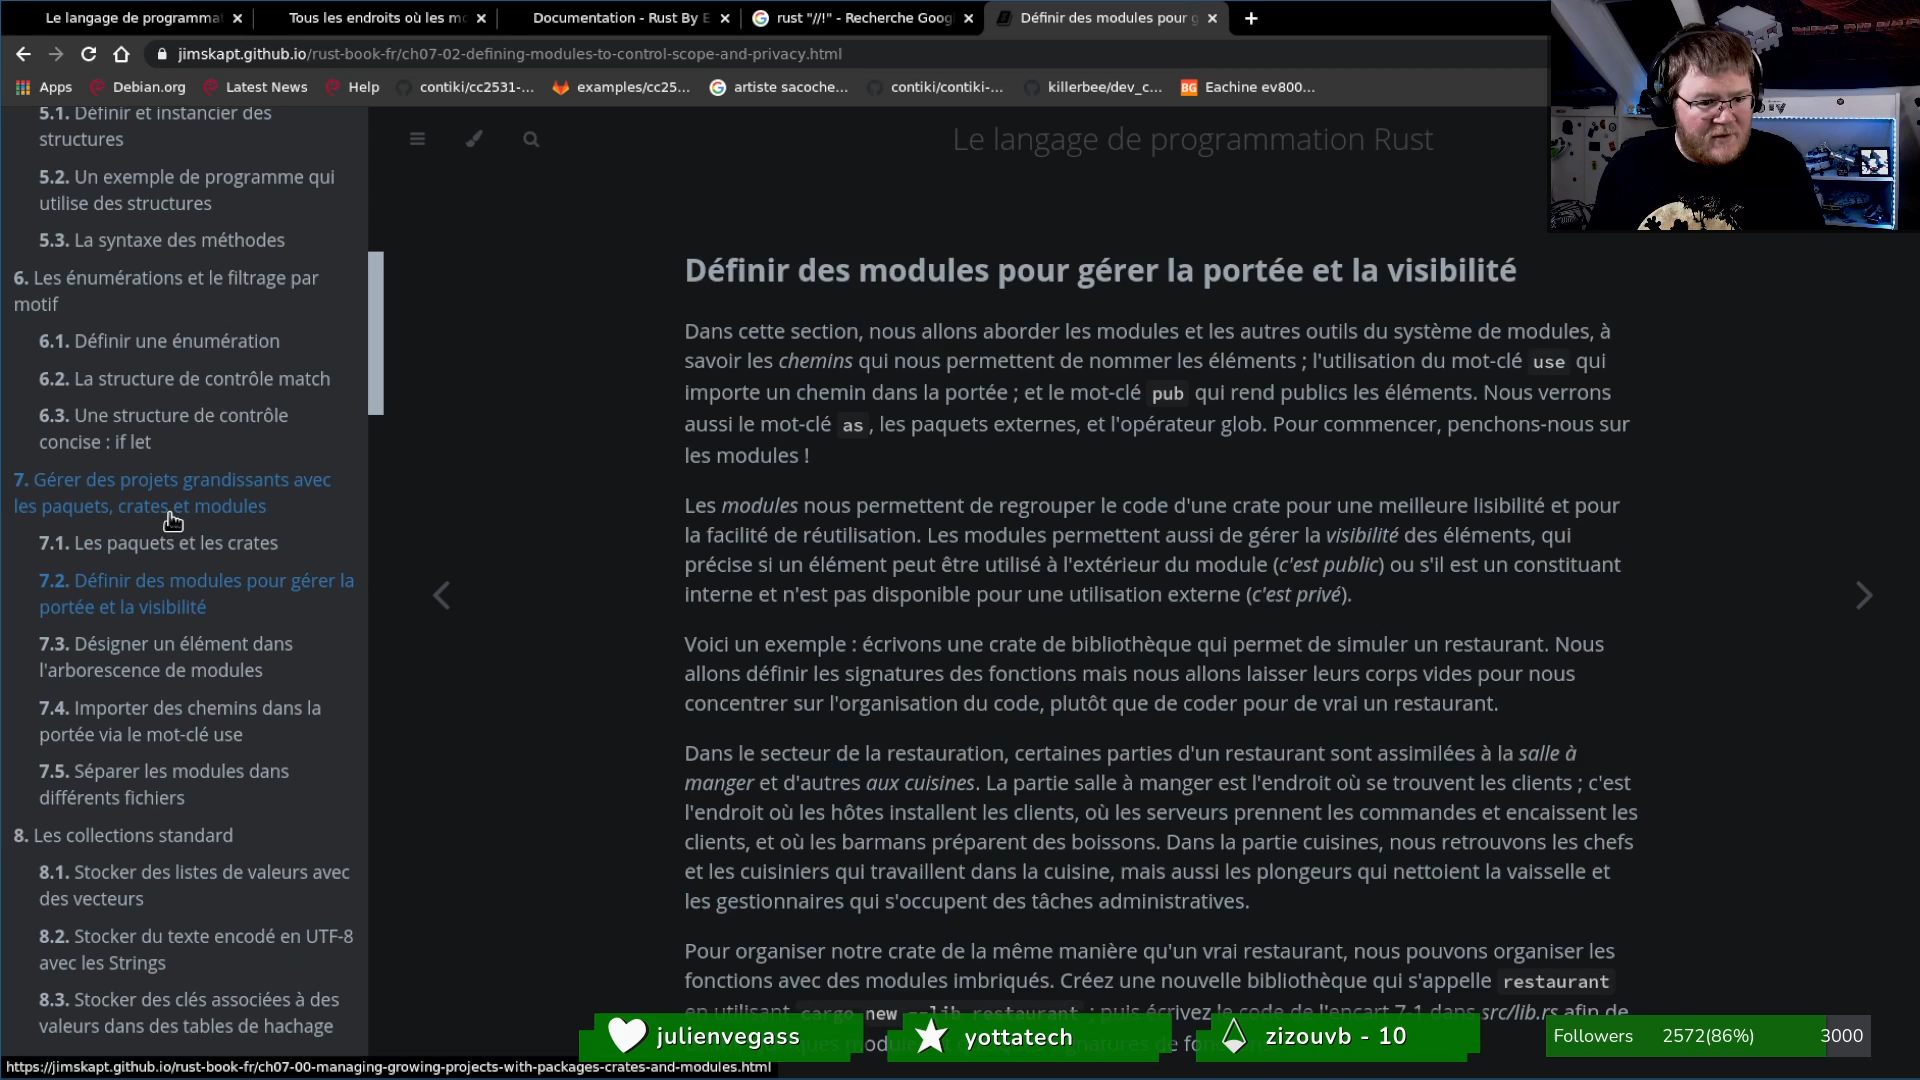 Le langage de programmat
Tous les endroits où les mo
Documentation - Rust By E
rust "//!" - Recherche Goog
Définir des modules pour g
jimskapt.github.io/rust-book-fr/ch07-02-defining-modules-to-control-scope-and-privacy.html
Apps
Debian.org
Latest News
Help
contiki/cc2531-...
examples/cc25...
artiste sacoche...
contiki/contiki-...
killerbee/dev_c...
BG
Eachine ev800...
5.1. Définir et instancier des
structures
5.2. Un exemple de programme qui
utilise des structures
5.3. La syntaxe des méthodes
6. Les énumérations et le filtrage par
motif
6.1. Définir une énumération
6.2. La structure de contrôle match
6.3. Une structure de contrôle
concise : if let
7. Gérer des projets grandissants avec
les paquets, crates et modules
7.1. Les paquets et les crates
7.2. Définir des modules pour gérer la
portée et la visibilité
7.3. Désigner un élément dans
l'arborescence de modules
7.4. Importer des chemins dans la
portée via le mot-clé use
7.5. Séparer les modules dans
différents fichiers
8. Les collections standard
8.1. Stocker des listes de valeurs avec
des vecteurs
8.2. Stocker du texte encodé en UTF-8
avec les Strings
8.3. Stocker des clés associées à des
valeurs dans des tables de hachage
Le langage de programmation Rust
Définir des modules pour gérer la portée et la visibilité
Dans cette section, nous allons aborder les modules et les autres outils du système de modules, à
savoir les chemins qui nous permettent de nommer les éléments ; l'utilisation du mot-clé use qui
importe un chemin dans la portée ; et le mot-clé pub qui rend publics les éléments. Nous verrons
aussi le mot-clé as, les paquets externes, et l'opérateur glob. Pour commencer, penchons-nous sur
les modules !
Les modules nous permettent de regrouper le code d'une crate pour une meilleure lisibilité et pour
la facilité de réutilisation. Les modules permettent aussi de gérer la visibilité des éléments, qui
précise si un élément peut être utilisé à l'extérieur du module (c'est public) ou s'il est un constituant
interne et n'est pas disponible pour une utilisation externe (c'est privé).
Voici un exemple : écrivons une crate de bibliothèque qui permet de simuler un restaurant. Nous
allons définir les signatures des fonctions mais nous allons laisser leurs corps vides pour nous
concentrer sur l'organisation du code, plutôt que de coder pour de vrai un restaurant.
Dans le secteur de la restauration, certaines parties d'un restaurant sont assimilées à la salle à
manger et d'autres aux cuisines. La partie salle à manger est l'endroit où se trouvent les clients ; c'est
l'endroit où les hôtes installent les clients, où les serveurs prennent les commandes et encaissent les
clients, et où les barmans préparent des boissons. Dans la partie cuisines, nous retrouvons les chefs
et les cuisiniers qui travaillent dans la cuisine, mais aussi les plongeurs qui nettoient la vaisselle et
les gestionnaires qui s'occupent des tâches administratives.
Pour organiser notre crate de la même manière qu'un vrai restaurant, nous pouvons organiser les
fonctions avec des modules imbriqués. Créez une nouvelle bibliothèque qui s'appelle restaurant
en utilisant cargo new --lib restaurant ; puis écrivez le code de l'encart 7-1 dans src/lib.rs afin de
julienvegass
yottatech
zizouvb - 10
Followers 2572(86%) 3000
https://jimskapt.github.io/rust-book-fr/ch07-00-managing-growing-projects-with-packages-crates-and-modules.html